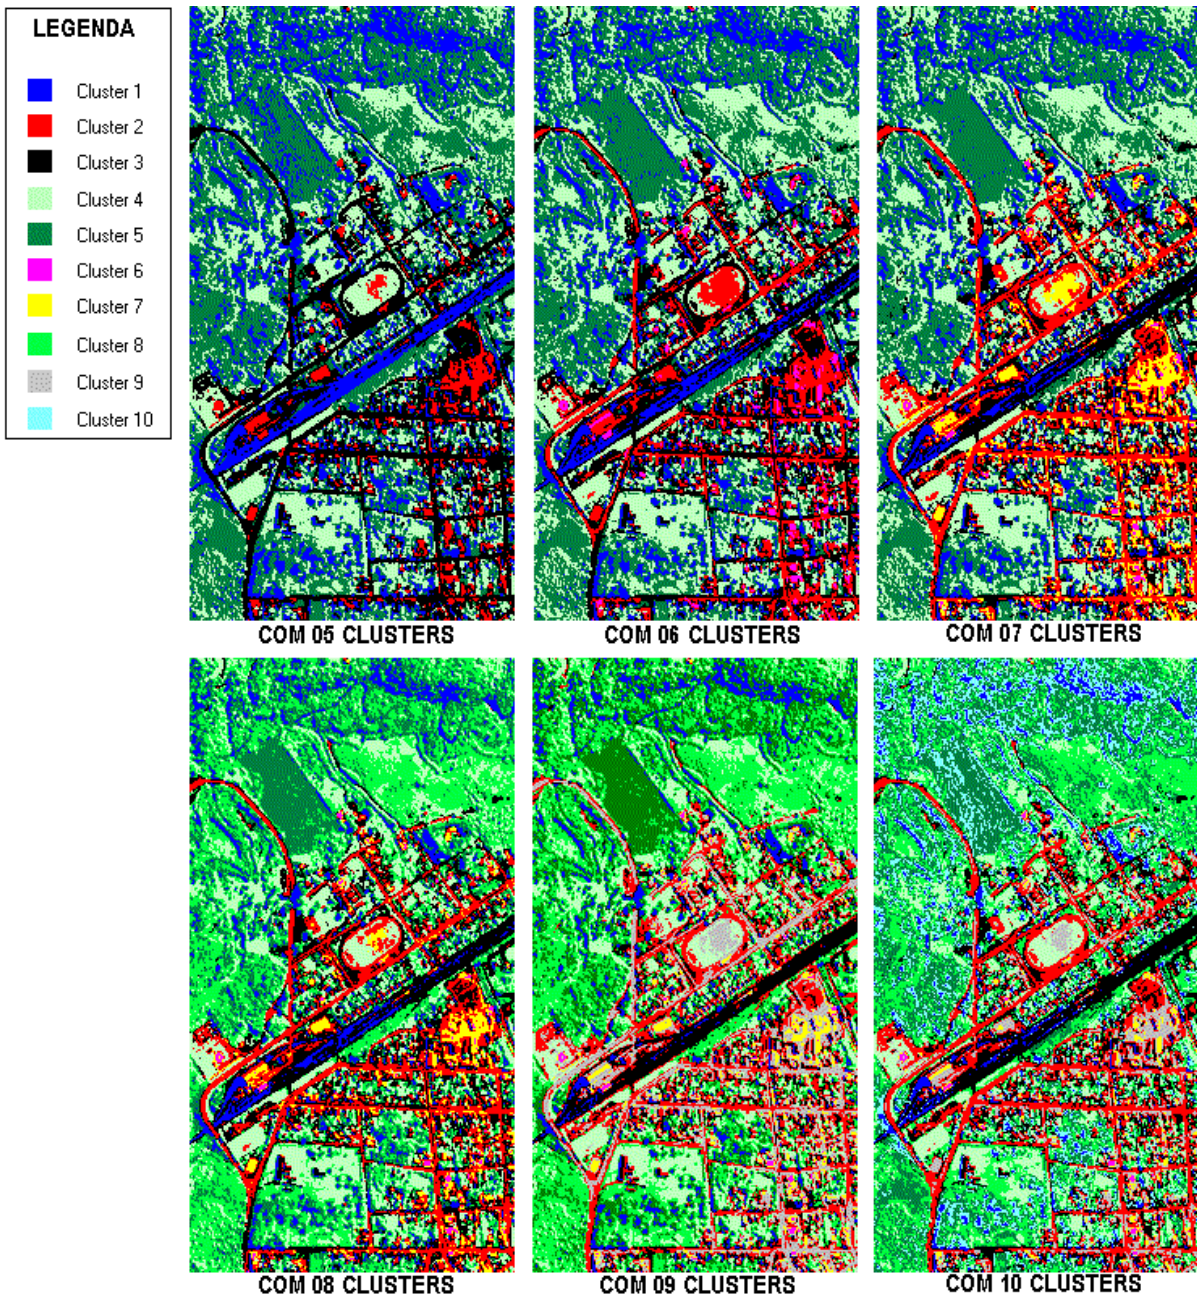 LEGENDA
Cluster 1
Cluster 2
Cluster 3
Cluster 4
Cluster 5
Cluster 6
Cluster 7
Cluster 8
Cluster 9
Cluster 10
COM 05 CLUSTERS
COM 06 CLUSTERS
COM 07 CLUSTERS
COM 08 CLUSTERS
COM 09 CLUSTERS
COM 10 CLUSTERS